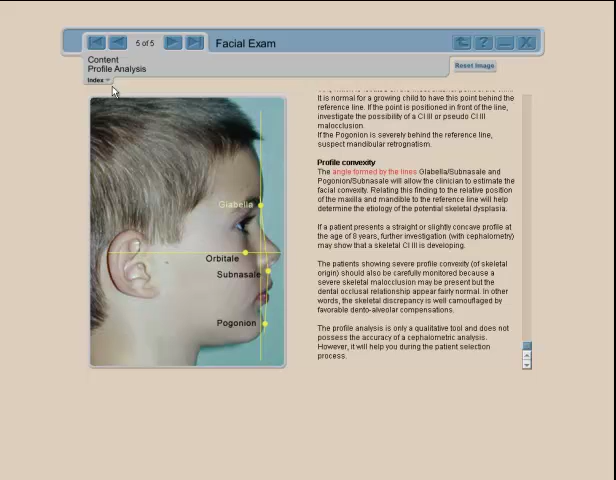 5 of 5
Facial Exam
?
X
Content
Profile Analysis
Index
Reset Image
It is normal for a growing child to have this point behind the
reference line. If the point is positioned in front of the line,
investigate the possibility of a Cl III or pseudo Cl III
malocclusion.
If the Pogonion is severely behind the reference line,
suspect mandibular retrognatism.
Profile convexity
The angle formed by the lines Glabella/Subnasale and
Pogonion/Subnasale will allow the clinician to estimate the
facial convexity. Relating this finding to the relative position
of the maxilla and mandible to the reference line will help
determine the etiology of the potential skeletal dysplasia.
If a patient presents a straight or slightly concave profile at
the age of 8 years, further investigation (with cephalometry)
may show that a skeletal Cl III is developing.
The patients showing severe profile convexity (of skeletal
origin) should also be carefully monitored because a
severe skeletal malocclusion may be present but the
dental occlusal relationship appear fairly normal. In other
words, the skeletal discrepancy is well camouflaged by
favorable dento-alveolar compensations.
The profile analysis is only a qualitative tool and does not
possess the accuracy of a cephalometric analysis.
However, it will help you during the patient selection
process.
Glabella
Orbitale
Subnasale
Pogonion